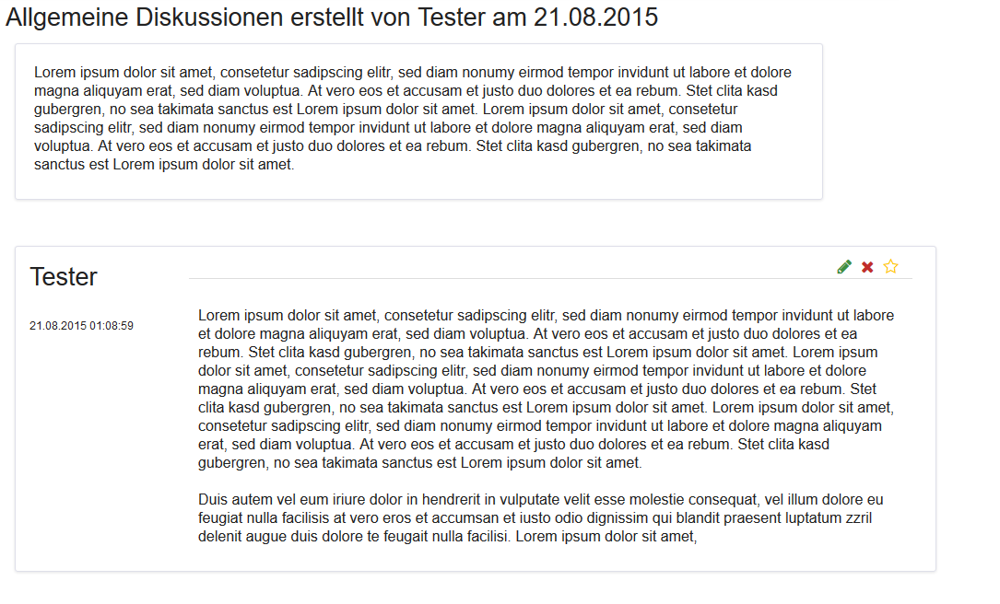 Allgemeine Diskussionen erstellt von Tester am 21.08.2015
Lorem ipsum dolor sit amet, consetetur sadipscing elitr, sed diam nonumy eirmod tempor invidunt ut labore et dolore
magna aliquyam erat, sed diam voluptua. At vero eos et accusam et justo duo dolores et ea rebum. Stet clita kasd
gubergren, no sea takimata sanctus est Lorem ipsum dolor sit amet. Lorem ipsum dolor sit amet, consetetur
sadipscing elitr, sed diam nonumy eirmod tempor invidunt ut labore et dolore magna aliquyam erat, sed diam
voluptua. At vero eos et accusam et justo duo dolores et ea rebum. Stet clita kasd gubergren, no sea takimata
sanctus est Lorem ipsum dolor sit amet.
Tester
21.08.2015 01:08:59
Lorem ipsum dolor sit amet, consetetur sadipscing elitr, sed diam nonumy eirmod tempor invidunt ut labore
et dolore magna aliquyam erat, sed diam voluptua. At vero eos et accusam et justo duo dolores et ea
rebum. Stet clita kasd gubergren, no sea takimata sanctus est Lorem ipsum dolor sit amet. Lorem ipsum
dolor sit amet, consetetur sadipscing elitr, sed diam nonumy eirmod tempor invidunt ut labore et dolore
magna aliquyam erat, sed diam voluptua. At vero eos et accusam et justo duo dolores et ea rebum. Stet
clita kasd gubergren, no sea takimata sanctus est Lorem ipsum dolor sit amet. Lorem ipsum dolor sit amet,
consetetur sadipscing elitr, sed diam nonumy eirmod tempor invidunt ut labore et dolore magna aliquyam
erat, sed diam voluptua. At vero eos et accusam et justo duo dolores et ea rebum. Stet clita kasd
gubergren, no sea takimata sanctus est Lorem ipsum dolor sit amet.
Duis autem vel eum iriure dolor in hendrerit in vulputate velit esse molestie consequat, vel illum dolore eu
feugiat nulla facilisis at vero eros et accumsan et iusto odio dignissim qui blandit praesent luptatum zzril
delenit augue duis dolore te feugait nulla facilisi. Lorem ipsum dolor sit amet,